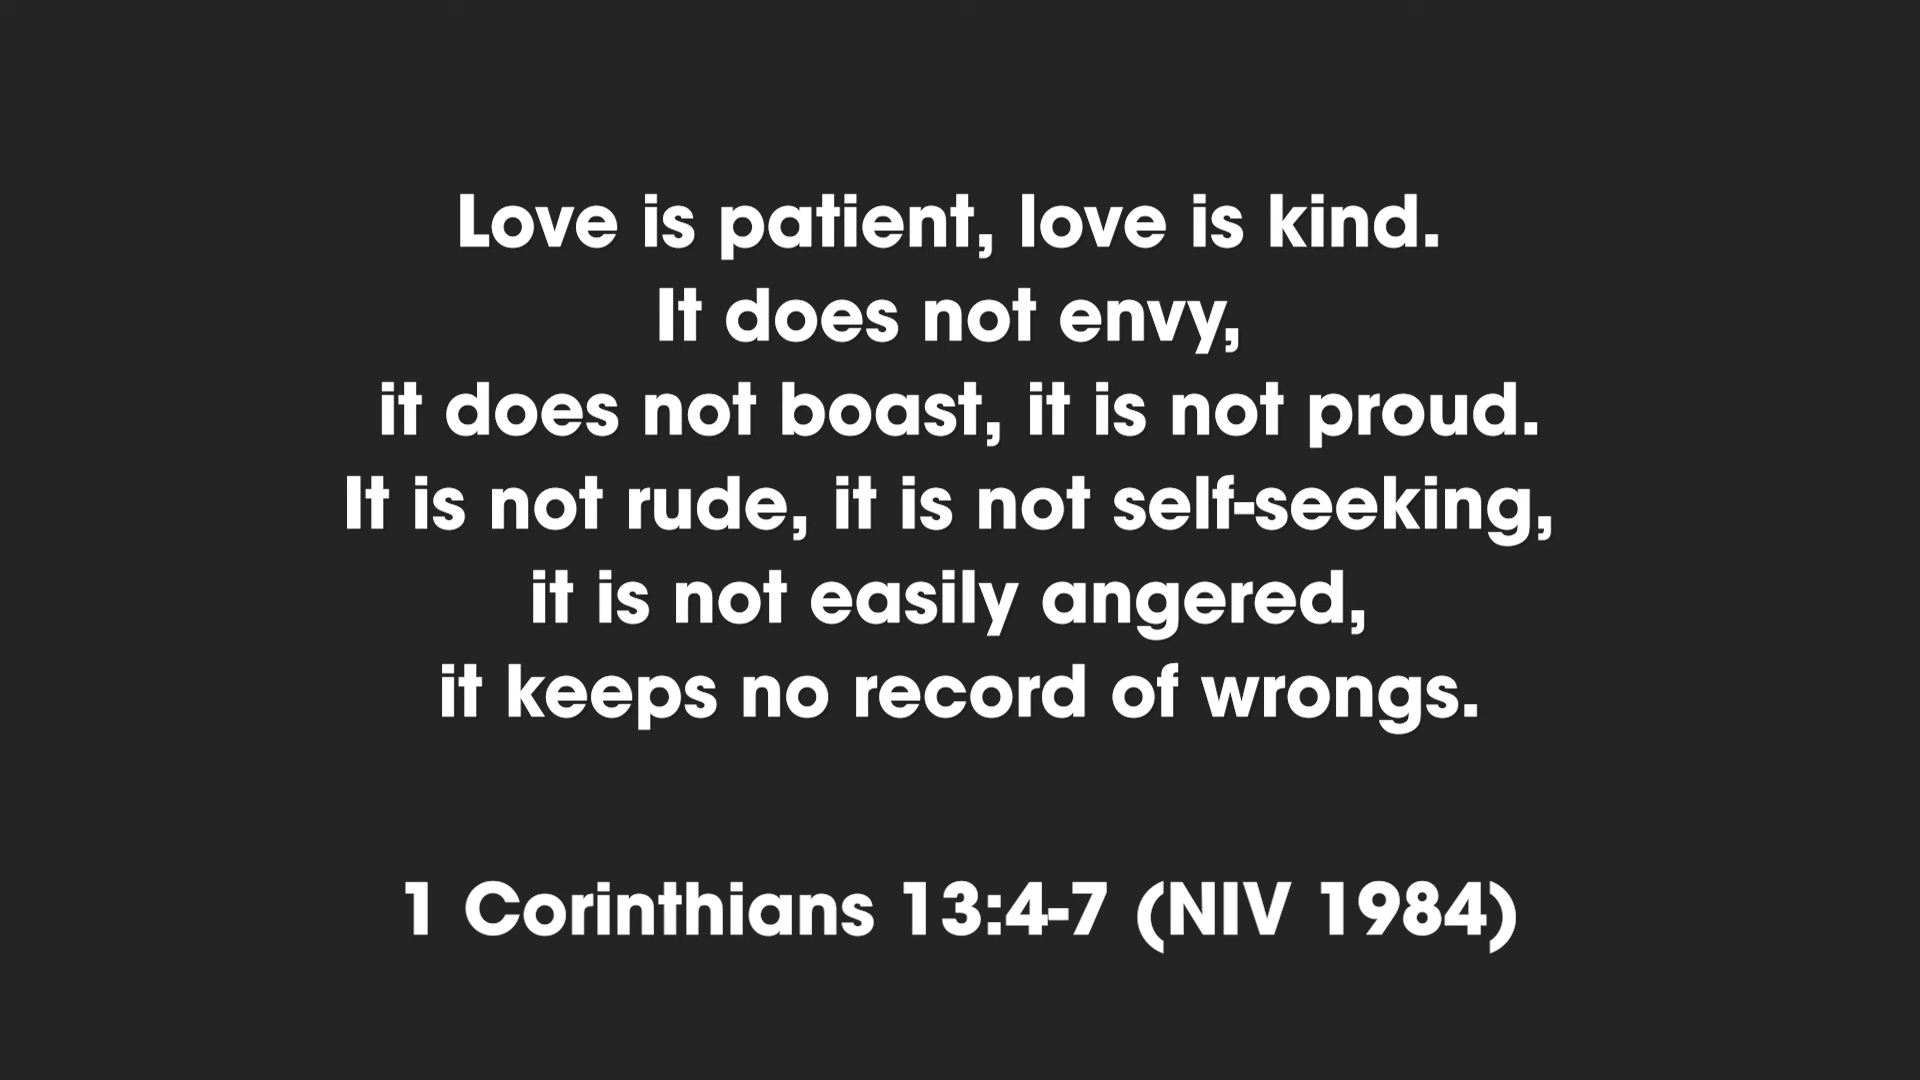 Love is patient, love is kind.
It does not envy,
it does not boast, it is not proud.
It is not rude, it is not self-seeking,
it is not easily angered,
it keeps no record of wrongs.
1 Corinthians 13:4-7 (NIV 1984)